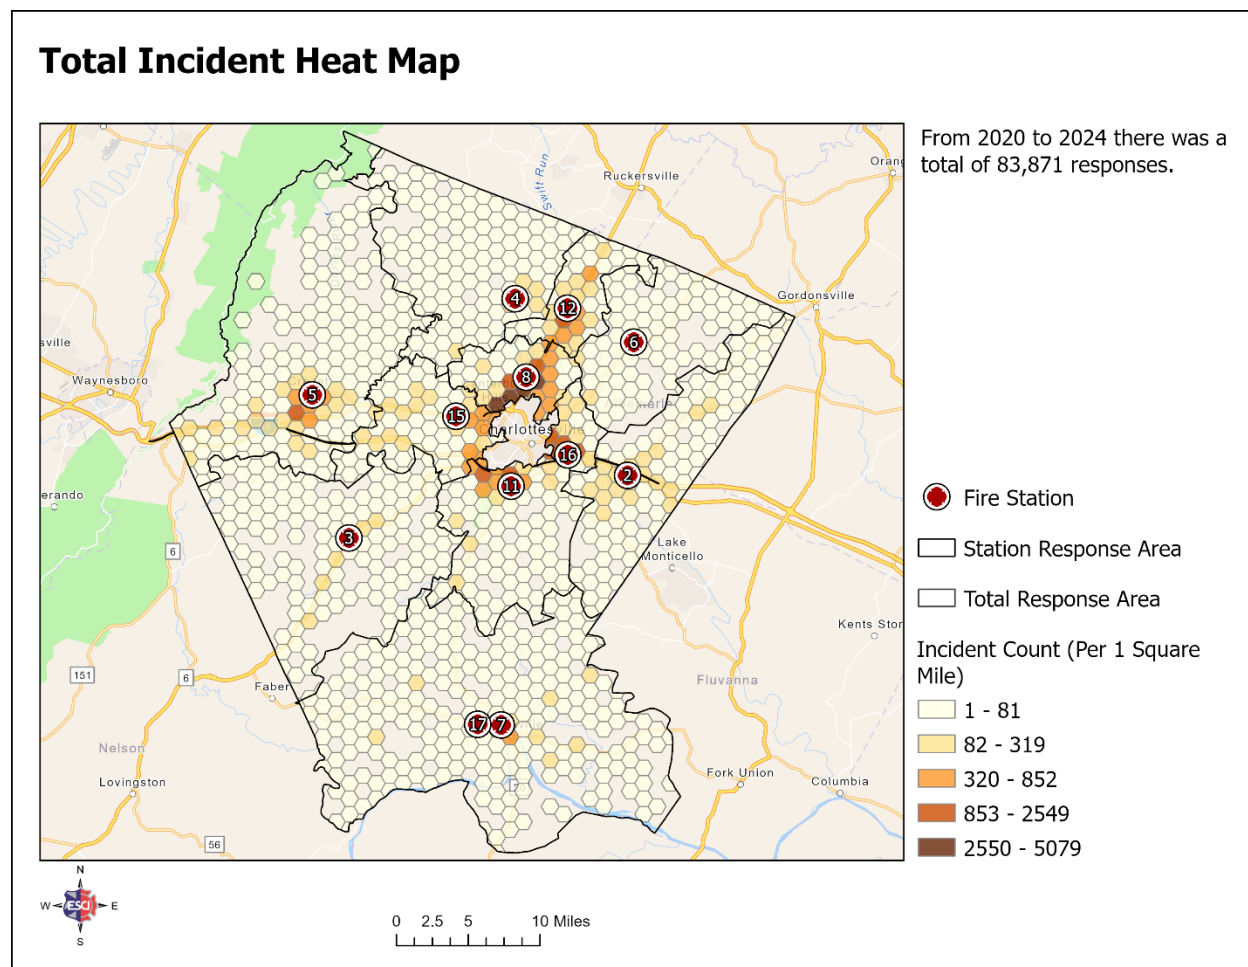 Total Incident Heat Map
From 2020 to 2024 there was a
total of 83,871 responses.
Ruckersville
Swift Run
Gordonsville
Waynesboro
4
12
6
8
5
15
16
2
11
3
Lake
Monticello
6
Kents Stor
151
6
Faber
Fluvanna
17
7
Nelson
Lovingston
Fork Union
Columbia
56
Fire Station
Station Response Area
Total Response Area
Incident Count (Per 1 Square
Mile)
1 - 81
82 - 319
320 - 852
853 - 2549
2550 - 5079
N
W
ESCI
E
S
0 2.5 5 10 Miles